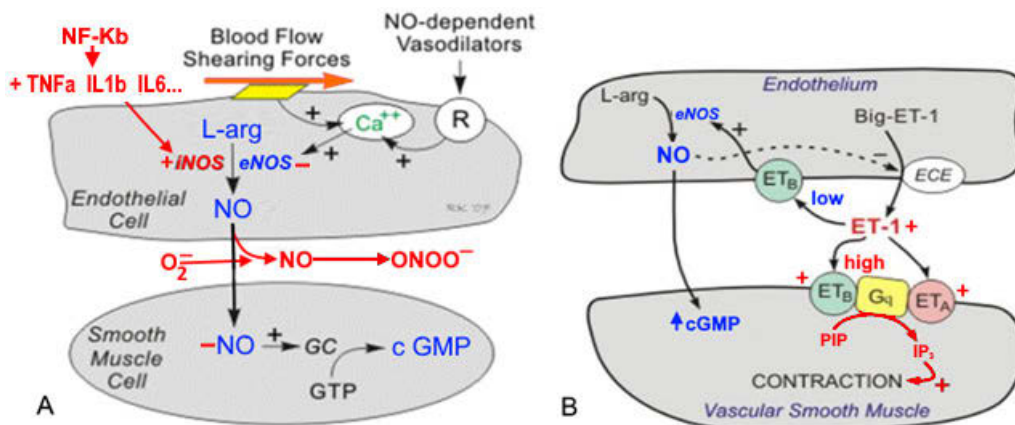 NF-Kb
+ TNFa IL1b IL6...
Blood Flow
Shearing Forces
NO-dependent
Vasodilators
+
Ca++
R
+
+
L-arg
+iNOS eNOS−
Endothelial
Cell
NO
O2− NO ONOO−
Smooth
Muscle
Cell
−NO + GC c GMP
GTP
A
Endothelium
L-arg
eNOS
Big-ET-1
+
NO
−
ECE
ETB
low
ET-1+
high
+ ETB Gq ETA +
cGMP
PIP
IP3
+
CONTRACTION
Vascular Smooth Muscle
B